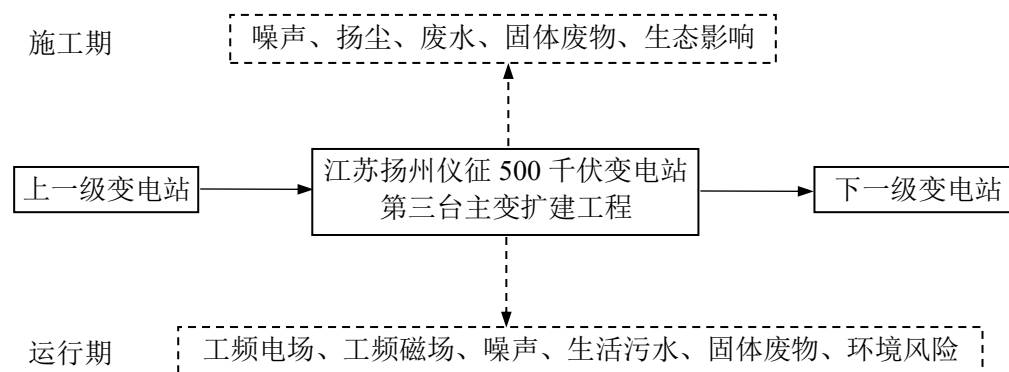 施工期
噪声、扬尘、废水、固体废物、生态影响
上一级变电站
江苏扬州仪征 500 千伏变电站
第三台主变扩建工程
下一级变电站
运行期
工频电场、工频磁场、噪声、生活污水、固体废物、环境风险